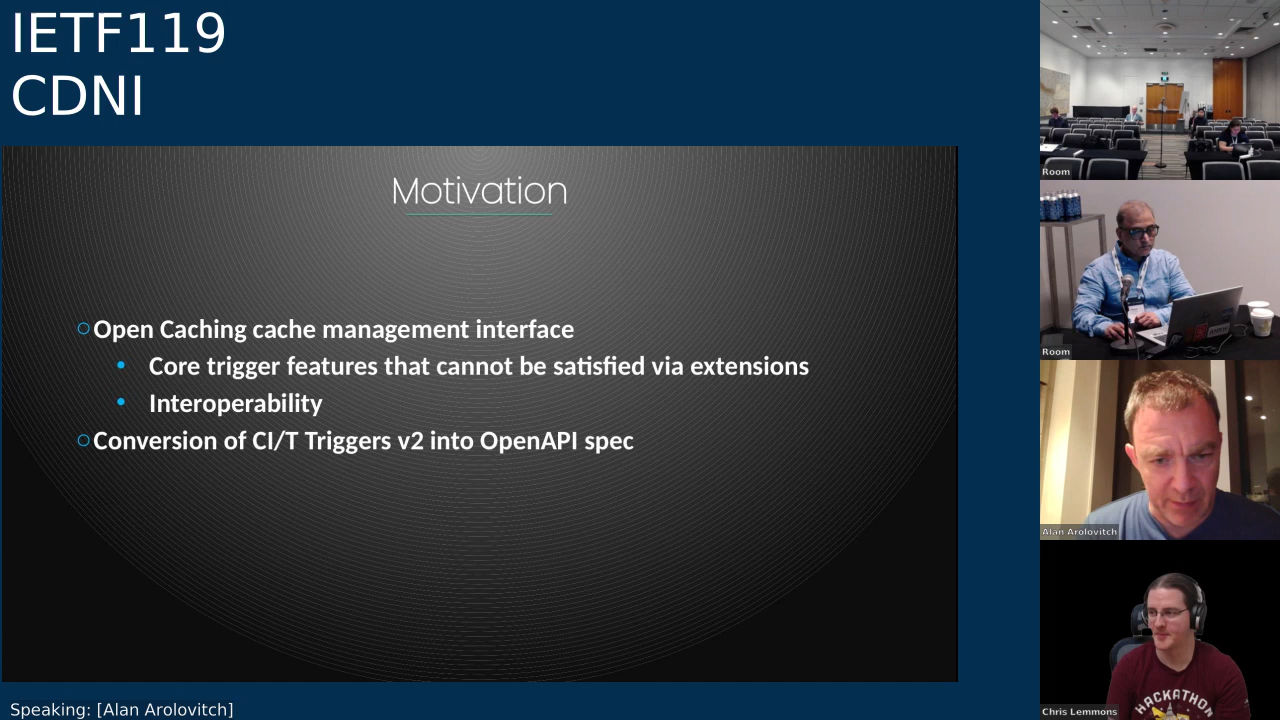 IETF119
CDNI
Motivation
Open Caching cache management interface
Core trigger features that cannot be satisfied via extensions
Interoperability
Conversion of CI/T Triggers v2 into OpenAPI spec
Speaking: [Alan Arolovitch]
Room
Room
Alan Arolovitch
HACKATHON
Chris Lemmons